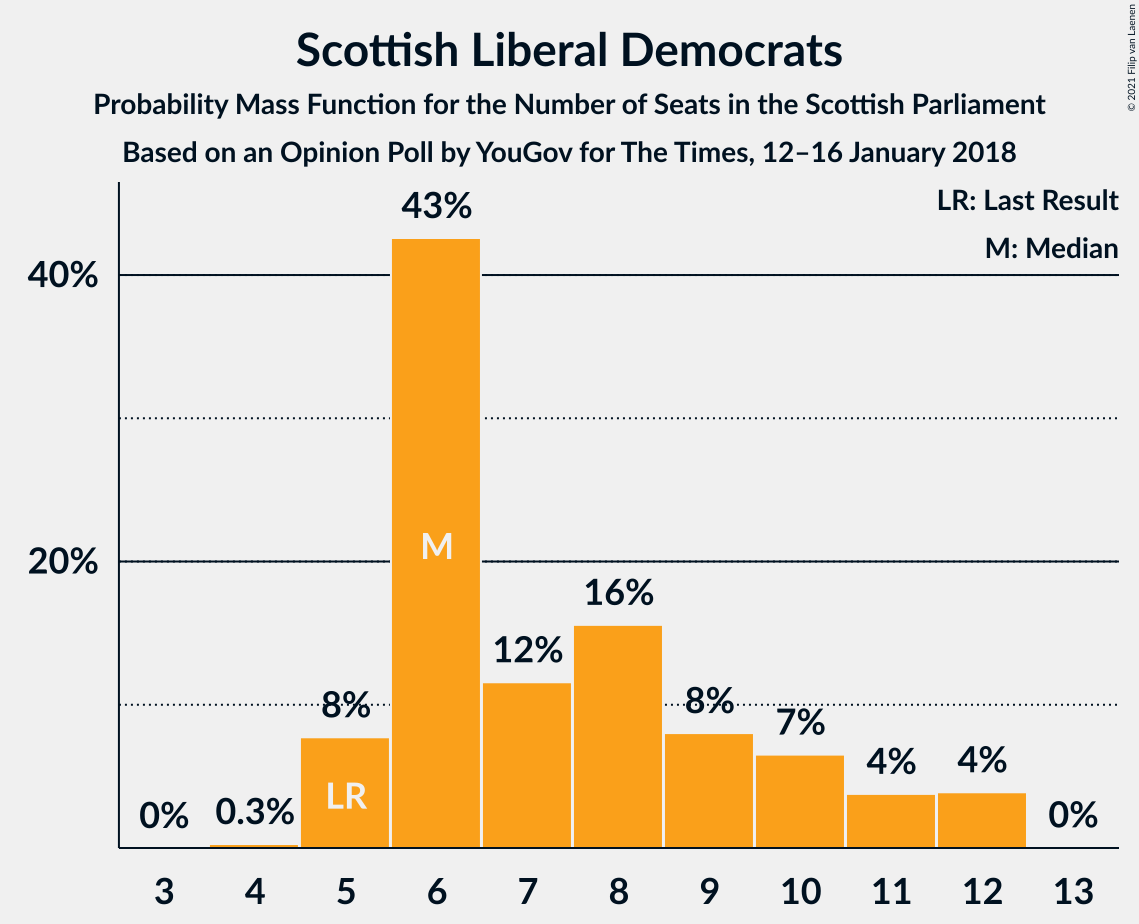 Scottish Liberal Democrats
Probability Mass Function for the Number of Seats in the Scottish Parliament
Based on an Opinion Poll by YouGov for The Times, 12–16 January 2018
© 2021 Filip van Laenen
LR: Last Result
M: Median
43%
40%
M
20%
16%
12%
8%
8%
7%
4%
4%
LR
0%
0.3%
0%
3 4 5 6 7 8 9 10 11 12 13